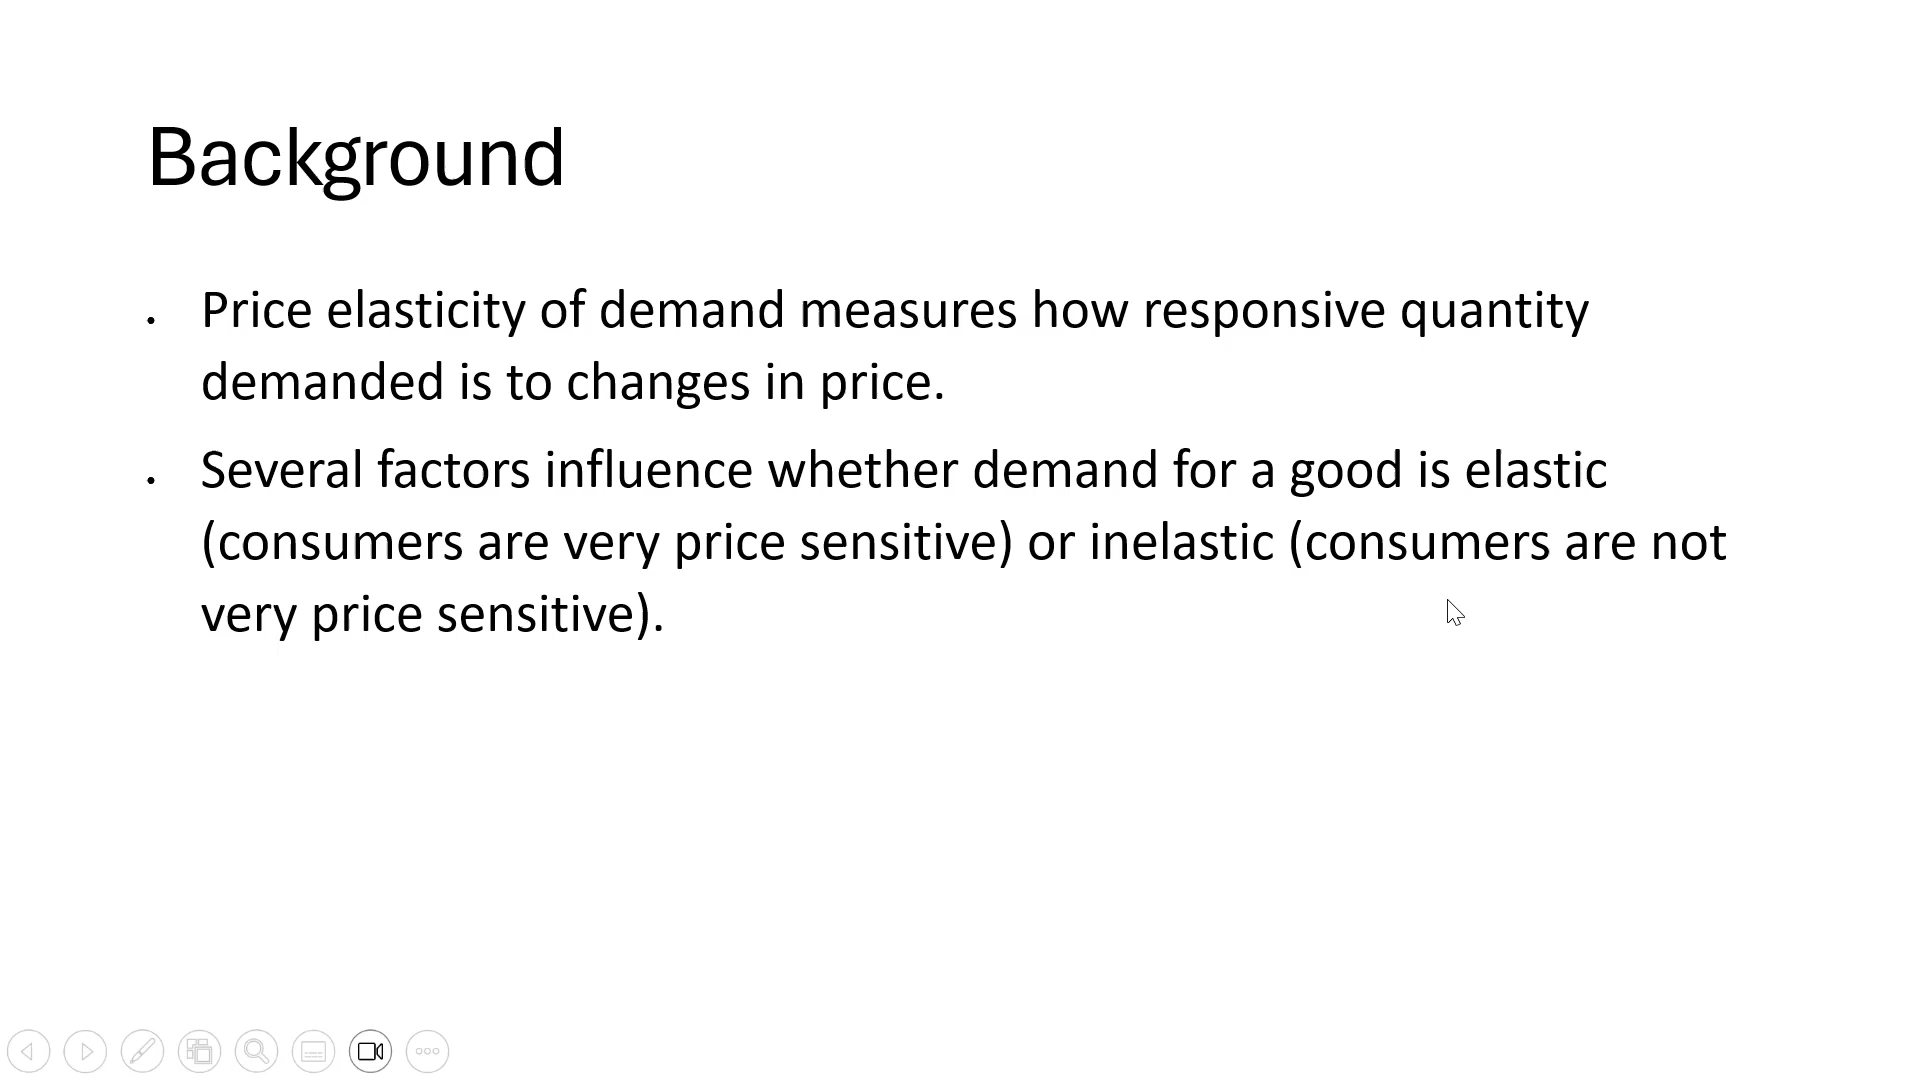 Background
• Price elasticity of demand measures how responsive quantity
demanded is to changes in price.
• Several factors influence whether demand for a good is elastic
(consumers are very price sensitive) or inelastic (consumers are not
very price sensitive).